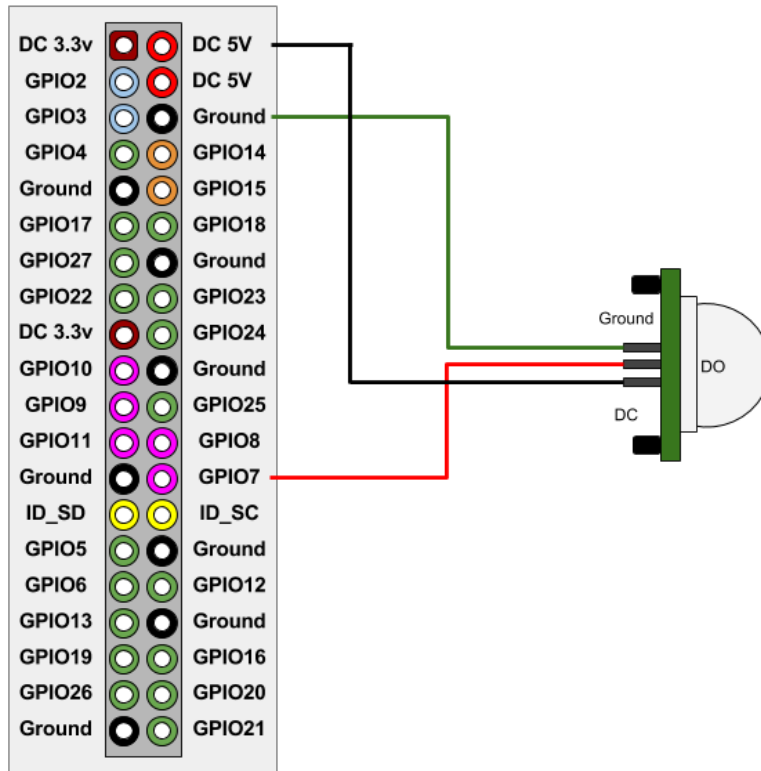 DC 3.3v DC 5V
GPIO2 DC 5V
GPIO3 Ground
GPIO4 GPIO14
Ground GPIO15
GPIO17 GPIO18
GPIO27 Ground
GPIO22 GPIO23
DC 3.3v GPIO24
GPIO10 Ground
GPIO9 GPIO25
GPIO11 GPIO8
Ground GPIO7
ID_SD ID_SC
GPIO5 Ground
GPIO6 GPIO12
GPIO13 Ground
GPIO19 GPIO16
GPIO26 GPIO20
Ground GPIO21
Ground
DO
DC